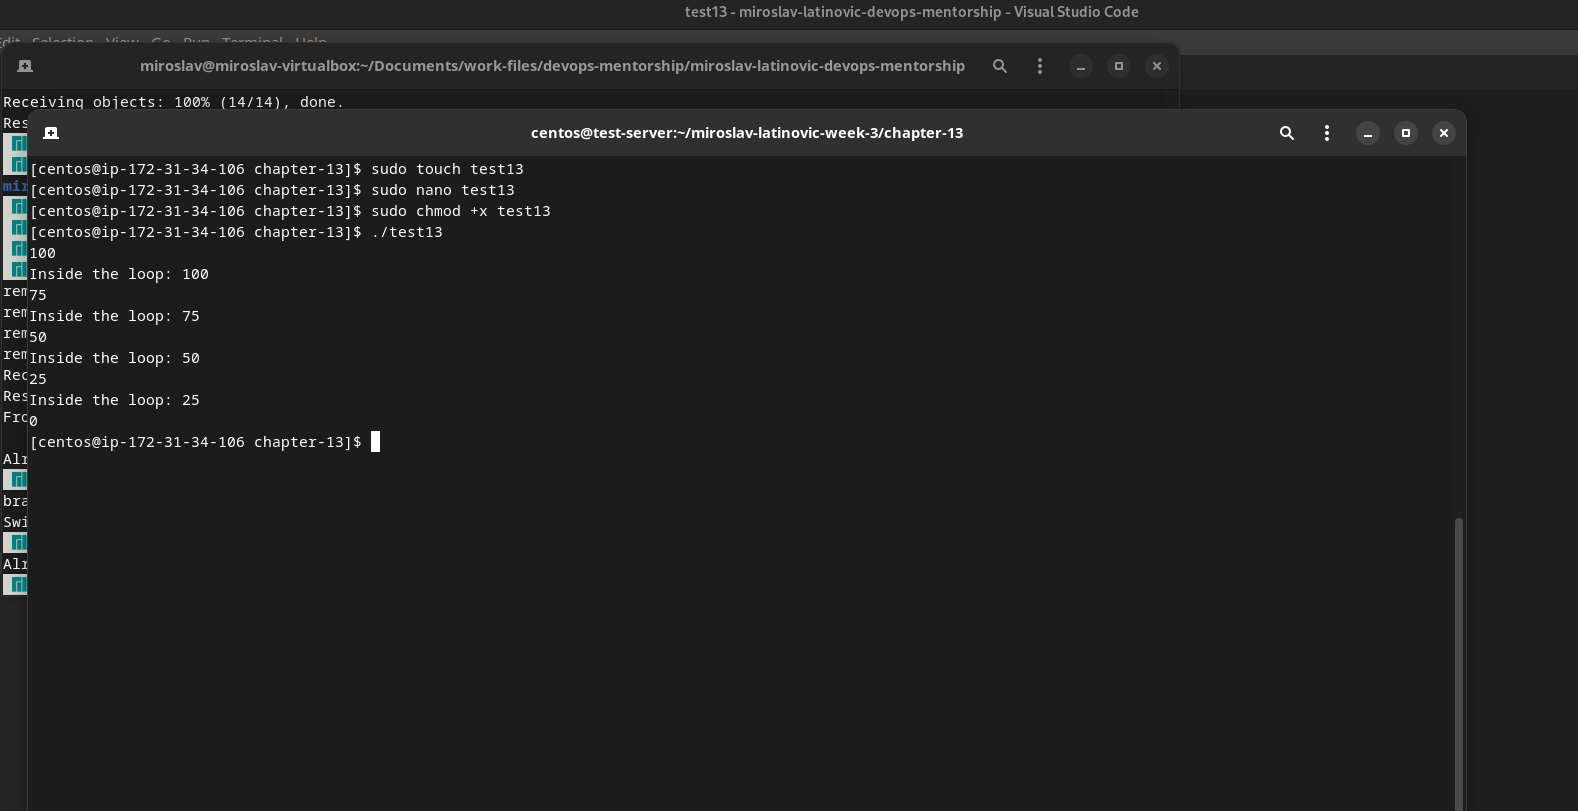 test13 - miroslav-latinovic-devops-mentorship - Visual Studio Code
Edit Selection View Go Run Terminal Help
miroslav@miroslav-virtualbox:~/Documents/work-files/devops-mentorship/miroslav-latinovic-devops-mentorship
Receiving objects: 100% (14/14), done.
Res
centos@test-server:~/miroslav-latinovic-week-3/chapter-13
[centos@ip-172-31-34-106 chapter-13]$ sudo touch test13
mir
[centos@ip-172-31-34-106 chapter-13]$ sudo nano test13
[centos@ip-172-31-34-106 chapter-13]$ sudo chmod +x test13
[centos@ip-172-31-34-106 chapter-13]$ ./test13
100
Inside the loop: 100
rem
75
rem
Inside the loop: 75
rem
50
rem
Inside the loop: 50
Rec
25
Res
Inside the loop: 25
Fro
0
[centos@ip-172-31-34-106 chapter-13]$
Alr
bra
Swi
Alr